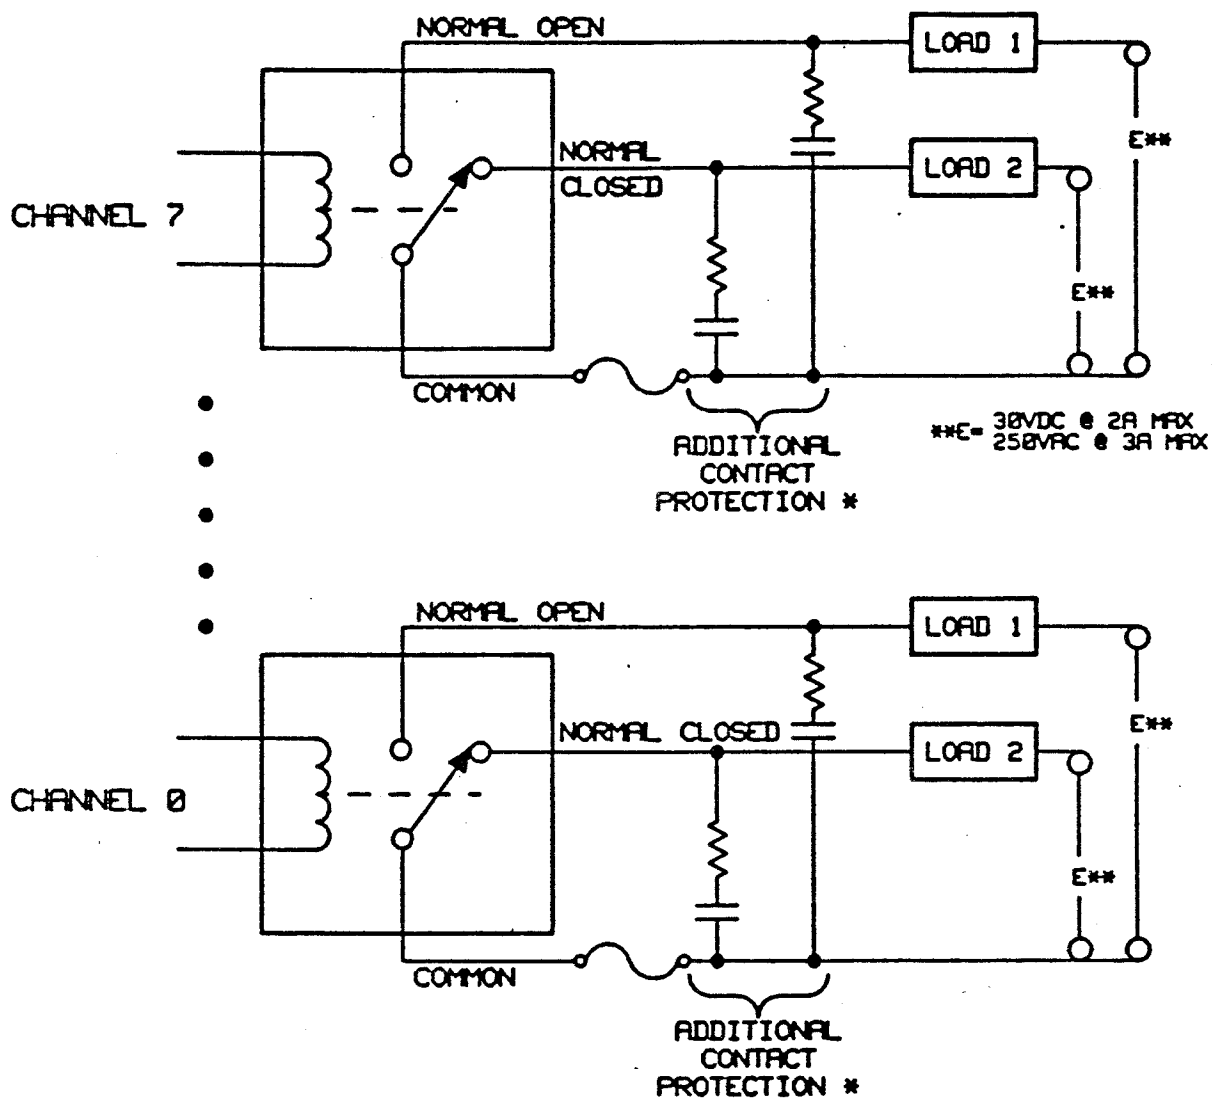 NORMAL OPEN
LOAD 1
E**
NORMAL
CLOSED
LOAD 2
CHANNEL 7
E**
COMMON
**E= 30VDC @ 2A MAX
250VAC @ 3A MAX
ADDITIONAL
CONTACT
PROTECTION *
NORMAL OPEN
LOAD 1
E**
NORMAL CLOSED
LOAD 2
CHANNEL 0
E**
COMMON
ADDITIONAL
CONTACT
PROTECTION *